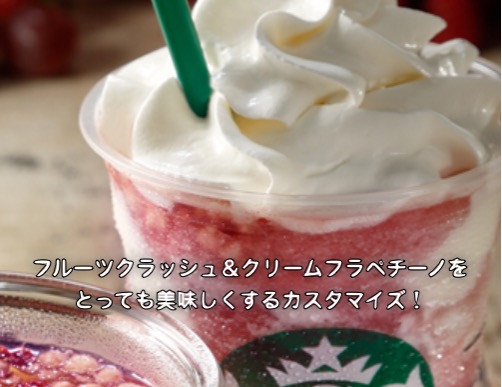 フルーツクラッシュ&クリームフラペチーノを
とっても美味しくするカスタマイズ！